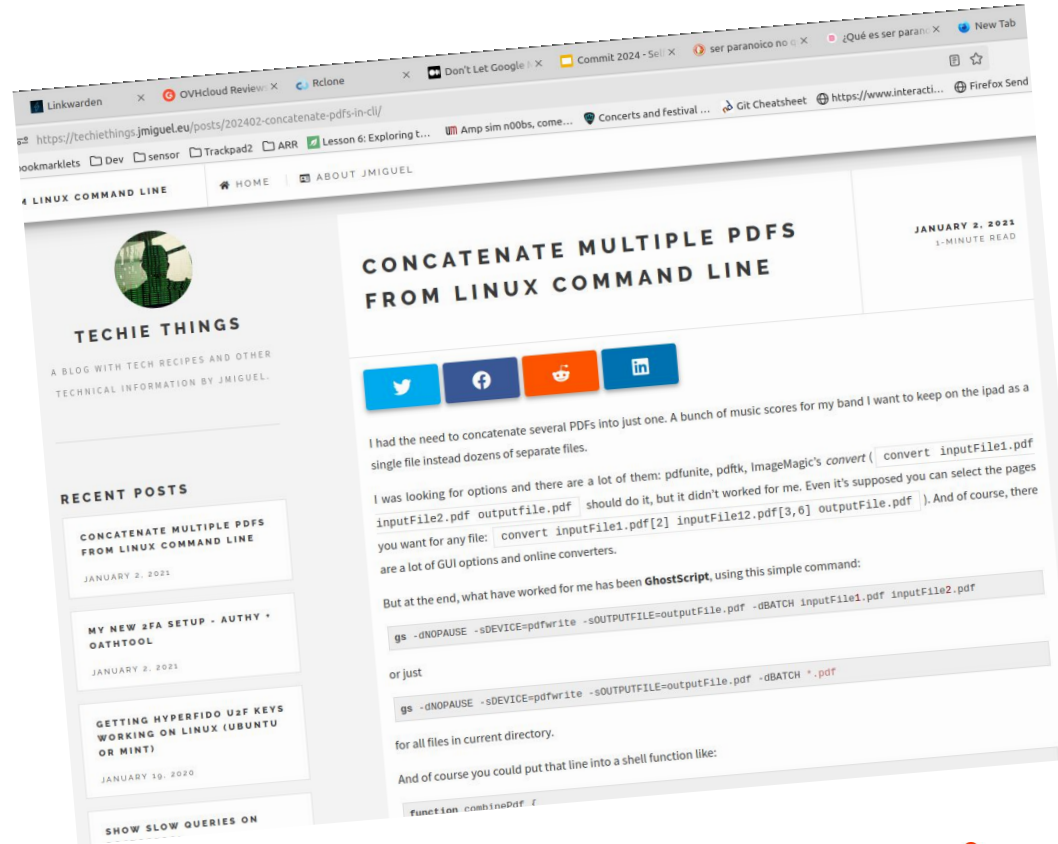 Linkwarden
OVHcloud Review
Rclone
Don't Let Google
Commit 2024 - Sel
ser paranoico no q
¿Qué es ser paran
New Tab
https://techiethings.jmiguel.eu/posts/202402-concatenate-pdfs-in-cli/
ookmarklets Dev sensor Trackpad2 ARR Lesson 6: Exploring t... Amp sim n00bs, come... Concerts and festival ... Git Cheatsheet https://www.interacti... Firefox Send
LINUX COMMAND LINE
HOME
ABOUT JMIGUEL
TECHIE THINGS
A BLOG WITH TECH RECIPES AND OTHER
TECHNICAL INFORMATION BY JMIGUEL.
RECENT POSTS
CONCATENATE MULTIPLE PDFS
FROM LINUX COMMAND LINE
JANUARY 2, 2021
MY NEW 2FA SETUP - AUTHY +
OATHTOOL
JANUARY 2, 2021
GETTING HYPERFIDO U2F KEYS
WORKING ON LINUX (UBUNTU
OR MINT)
JANUARY 19, 2020
SHOW SLOW QUERIES ON
CONCATENATE MULTIPLE PDFS
FROM LINUX COMMAND LINE
JANUARY 2, 2021
1-MINUTE READ
I had the need to concatenate several PDFs into just one. A bunch of music scores for my band I want to keep on the ipad as a
single file instead dozens of separate files.
I was looking for options and there are a lot of them: pdfunite, pdftk, ImageMagic's convert ( convert inputFile1.pdf
inputFile2.pdf outputfile.pdf should do it, but it didn't worked for me. Even it's supposed you can select the pages
you want for any file: convert inputFile1.pdf[2] inputFile12.pdf[3,6] outputFile.pdf ). And of course, there
are a lot of GUI options and online converters.
But at the end, what have worked for me has been GhostScript, using this simple command:
gs -dNOPAUSE -sDEVICE=pdfwrite -sOUTPUTFILE=outputFile.pdf -dBATCH inputFile1.pdf inputFile2.pdf
or just
gs -dNOPAUSE -sDEVICE=pdfwrite -sOUTPUTFILE=outputFile.pdf -dBATCH *.pdf
for all files in current directory.
And of course you could put that line into a shell function like:
function combinePdf {